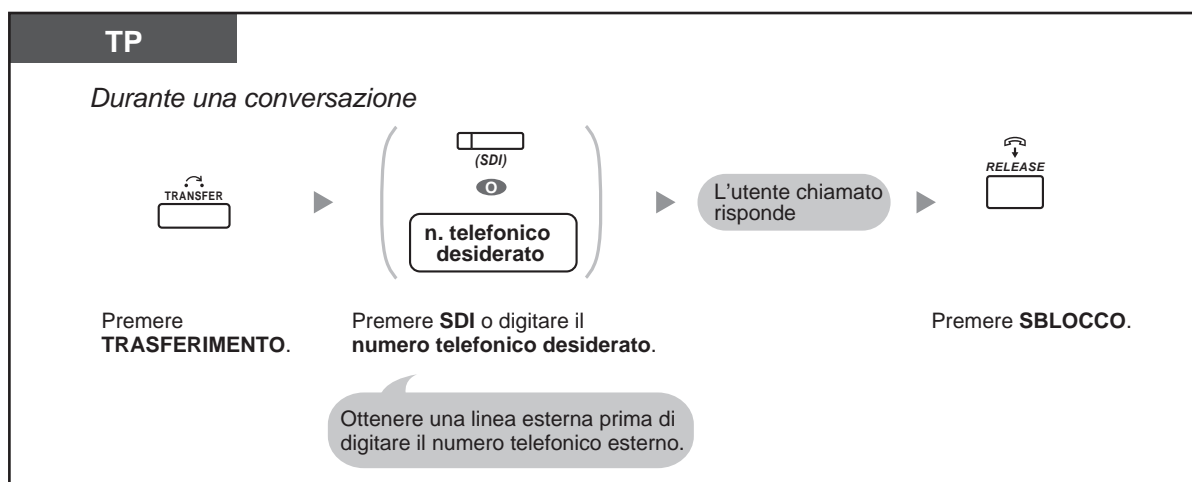 TP
Durante una conversazione
TRANSFER
(SDI)
O
n. telefonico
desiderato
L'utente chiamato
risponde
RELEASE
Premere
TRASFERIMENTO.
Premere SDI o digitare il
numero telefonico desiderato.
Premere SBLOCCO.
Ottenere una linea esterna prima di
digitare il numero telefonico esterno.